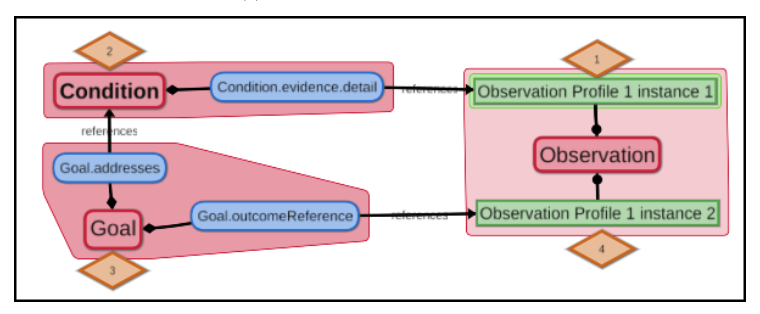 2
1
Condition
Condition.evidence.detail
references
Observation Profile 1 instance 1
references
Observation
Goal.addresses
Goal
Goal.outcomeReference
references
Observation Profile 1 instance 2
3
4